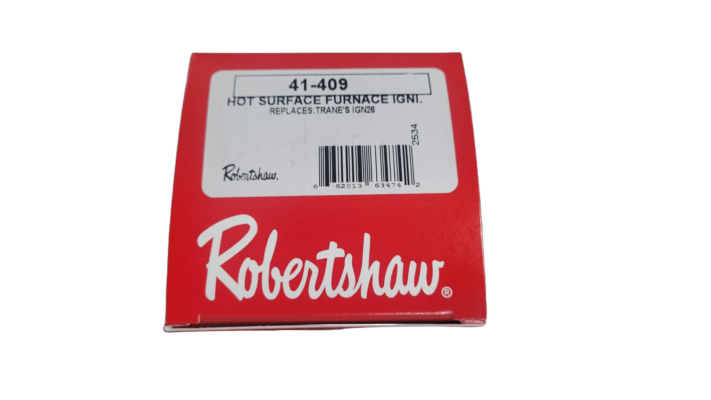 41-409
HOT SURFACE FURNACE IGNI.
REPLACES:TRANE'S IGN26
2534
Robertshaw.
6 62013 63474 2
Robertshaw®